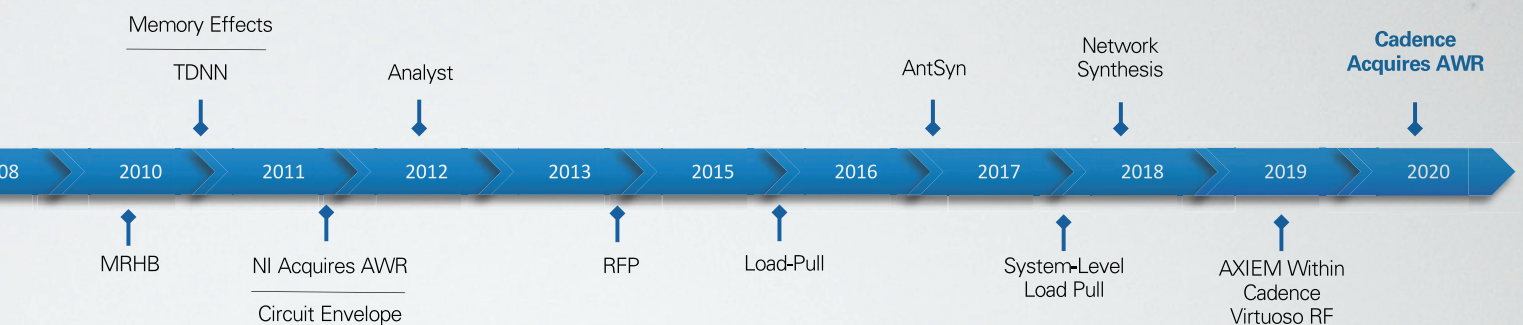 Memory Effects
TDNN
Analyst
AntSyn
Network
Synthesis
Cadence
Acquires AWR
08
2010
2011
2012
2013
2015
2016
2017
2018
2019
2020
MRHB
NI Acquires AWR
Circuit Envelope
RFP
Load-Pull
System-Level
Load Pull
AXIEM Within
Cadence
Virtuoso RF